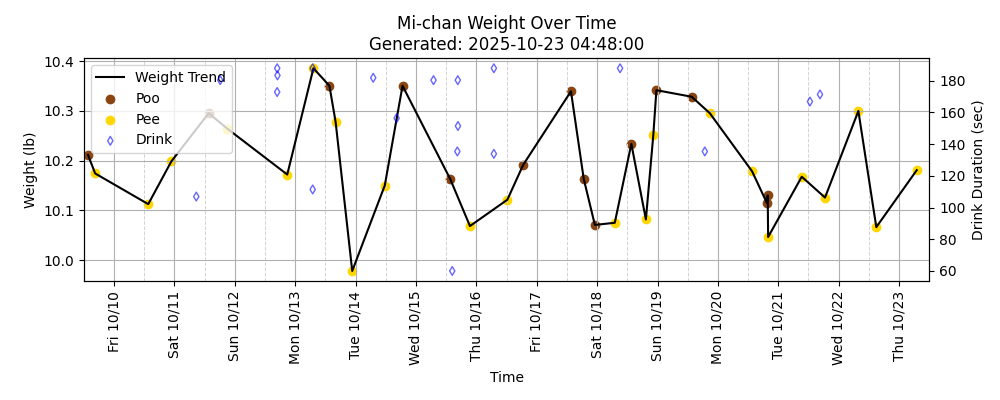 Mi-chan Weight Over Time
Generated: 2025-10-23 04:48:00
Weight (lb)
10.4
10.3
10.2
10.1
10.0
Weight Trend
Poo
Pee
Drink
180
160
140
120
100
80
60
Drink Duration (sec)
Fri 10/10
Sat 10/11
Sun 10/12
Mon 10/13
Tue 10/14
Wed 10/15
Thu 10/16
Fri 10/17
Sat 10/18
Sun 10/19
Mon 10/20
Tue 10/21
Wed 10/22
Thu 10/23
Time